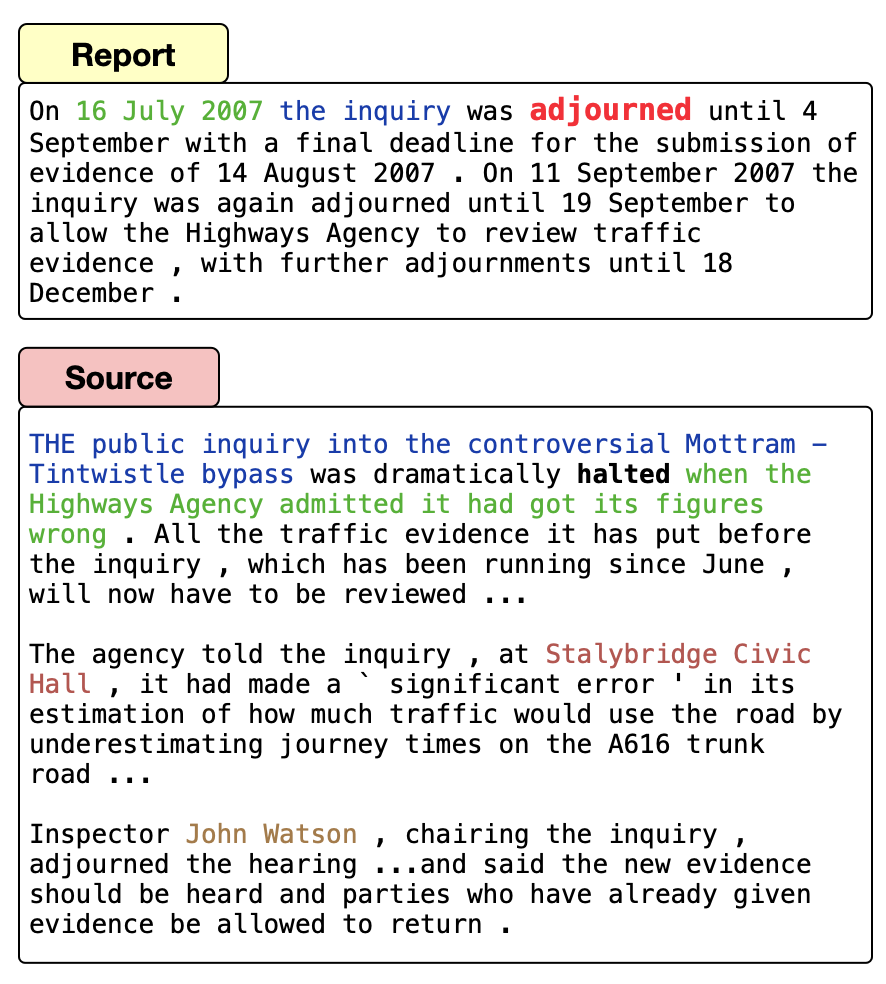 Report
On 16 July 2007 the inquiry was adjourned until 4
September with a final deadline for the submission of
evidence of 14 August 2007 . On 11 September 2007 the
inquiry was again adjourned until 19 September to
allow the Highways Agency to review traffic
evidence , with further adjournments until 18
December .
Source
THE public inquiry into the controversial Mottram –
Tintwistle bypass was dramatically halted when the
Highways Agency admitted it had got its figures
wrong . All the traffic evidence it has put before
the inquiry , which has been running since June ,
will now have to be reviewed ...
The agency told the inquiry , at Stalybridge Civic
Hall , it had made a ` significant error ' in its
estimation of how much traffic would use the road by
underestimating journey times on the A616 trunk
road ...
Inspector John Watson , chairing the inquiry ,
adjourned the hearing ...and said the new evidence
should be heard and parties who have already given
evidence be allowed to return .